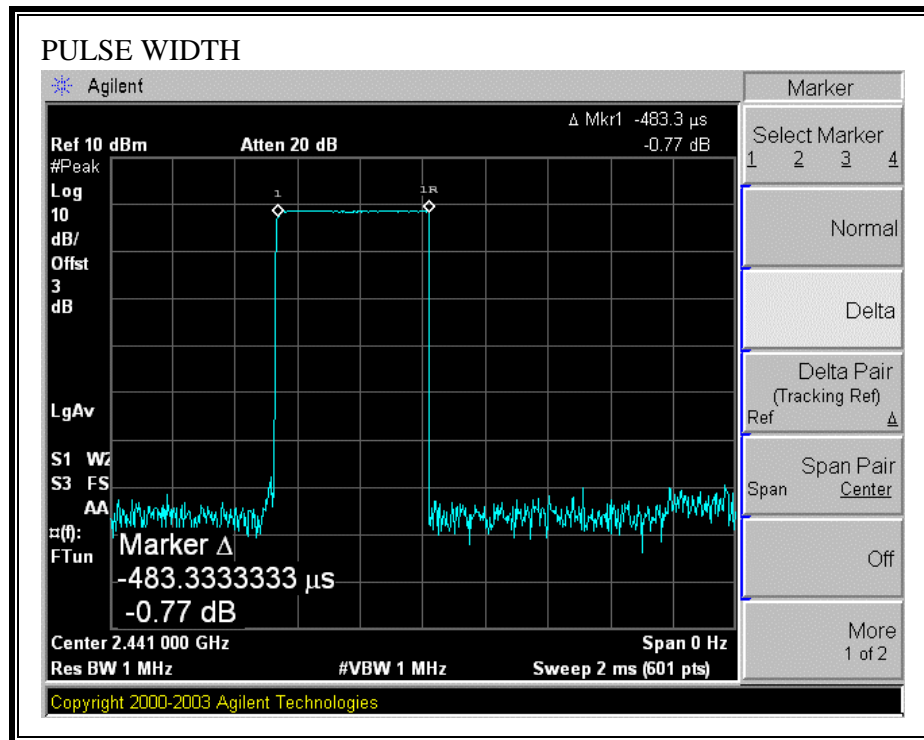 PULSE WIDTH
Agilent
Marker
Δ Mkr1 -483.3 µs
Ref 10 dBm Atten 20 dB -0.77 dB
#Peak
Log
10
dB/
Offst
3
dB
LgAv
S1 W2
S3 FS
AA
¤(f):
FTun
1
1R
Marker Δ
-483.3333333 µs
-0.77 dB
Center 2.441 000 GHz Span 0 Hz
Res BW 1 MHz #VBW 1 MHz Sweep 2 ms (601 pts)
Copyright 2000-2003 Agilent Technologies
Select Marker
1 2 3 4
Normal
Delta
Delta Pair
(Tracking Ref)
Ref Δ
Span Pair
Span Center
Off
More
1 of 2